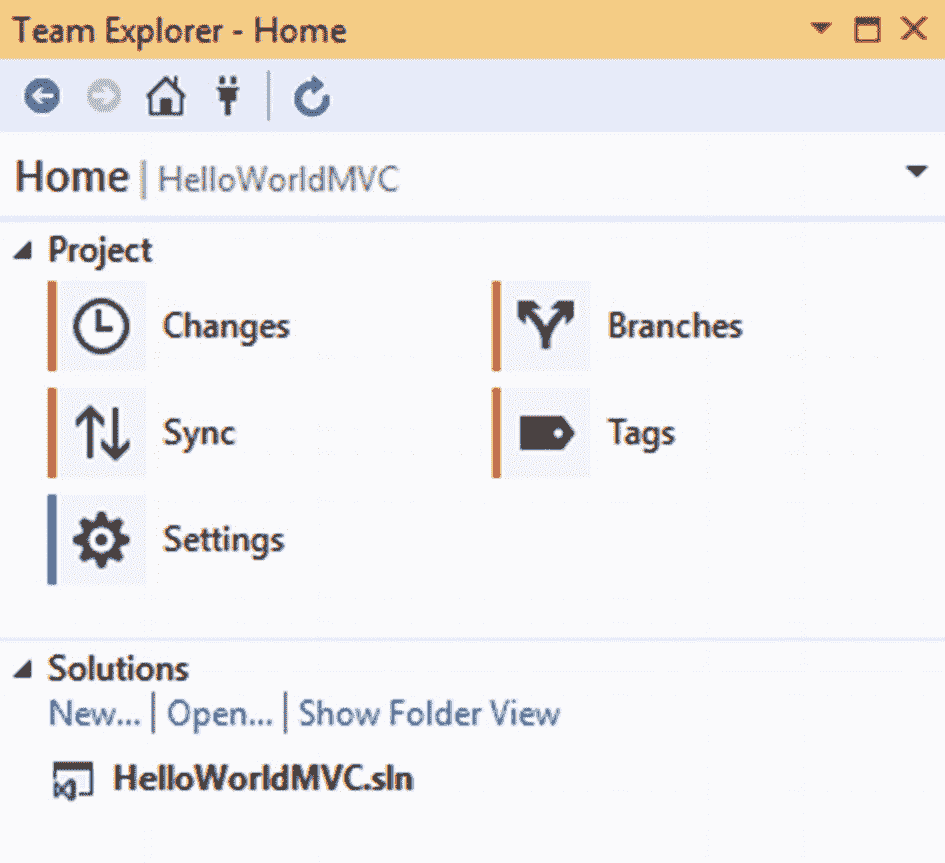 Team Explorer - Home
Home | HelloWorldMVC
Project
Changes
Branches
Sync
Tags
Settings
Solutions
New... | Open... | Show Folder View
HelloWorldMVC.sln